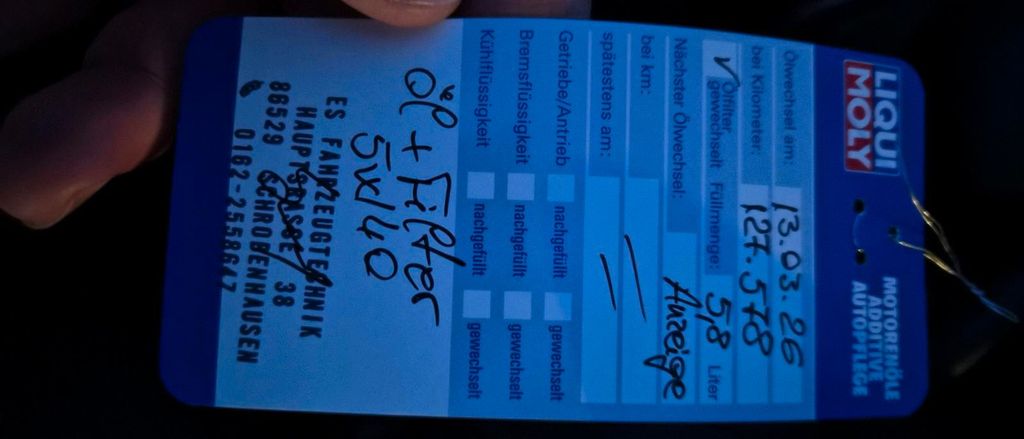 LIQUI
MOLY
MOTORENÖLE
ADDITIVE
AUTOPFLEGE
Ölwechsel am: 13.03.26
bei Kilometer: 127.578
✓ Ölfilter gewechselt Füllmenge: 5,8 Liter
Nächster Ölwechsel: Anzeige
bei km: —
spätestens am: —
Getriebe/Antrieb nachgefüllt gewechselt
Bremsflüssigkeit nachgefüllt gewechselt
Kühlflüssigkeit nachgefüllt gewechselt
Öl + Filter
5W40
ES FAHRZEUGTECHNIK
38
86529 SCHROBENHAUSEN
0162-2558647